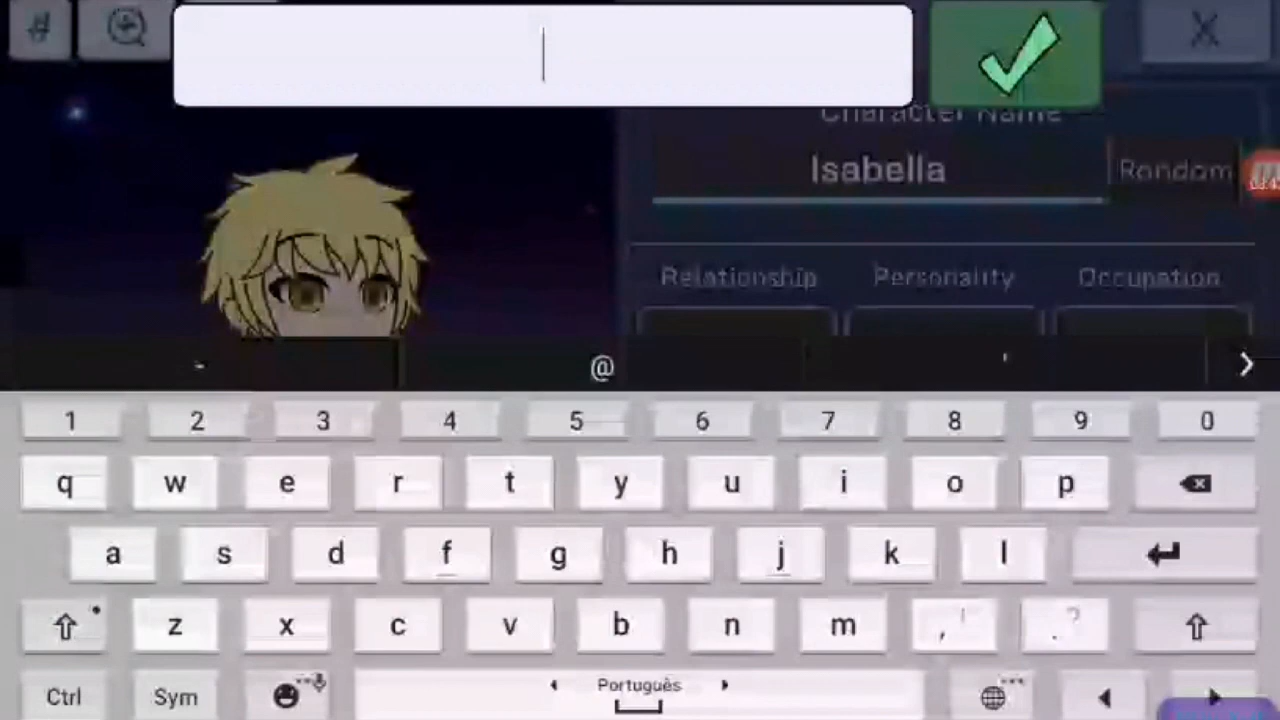 #
X
Character Name
Isabella
Random
Relationship Personality Occupation
- @ '
1 2 3 4 5 6 7 8 9 0
q w e r t y u i o p
a s d f g h j k l
z x c v b n m , ! . ?
Ctrl Sym Português